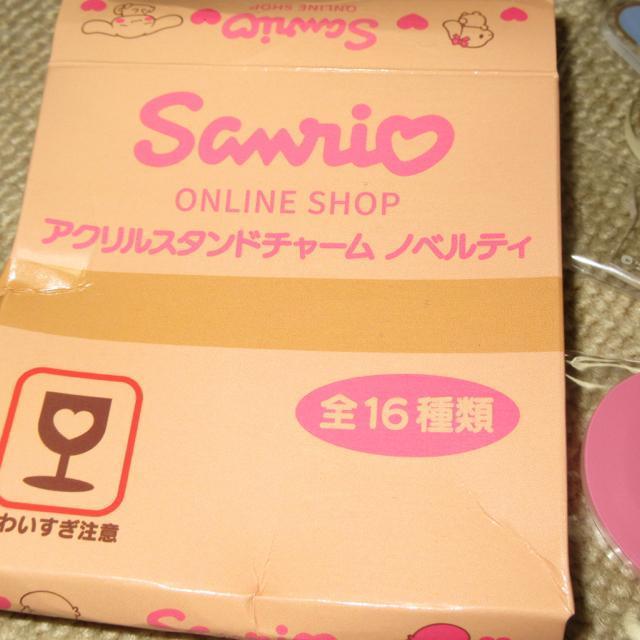 Sanrio
ONLINE SHOP
Sanrio
ONLINE SHOP
アクリルスタンドチャーム ノベルティ
全16種類
わいすぎ注意
Sanrio